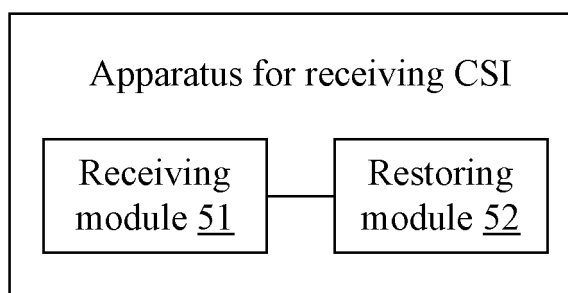 Apparatus for receiving CSI
Receiving
module 51
Restoring
module 52